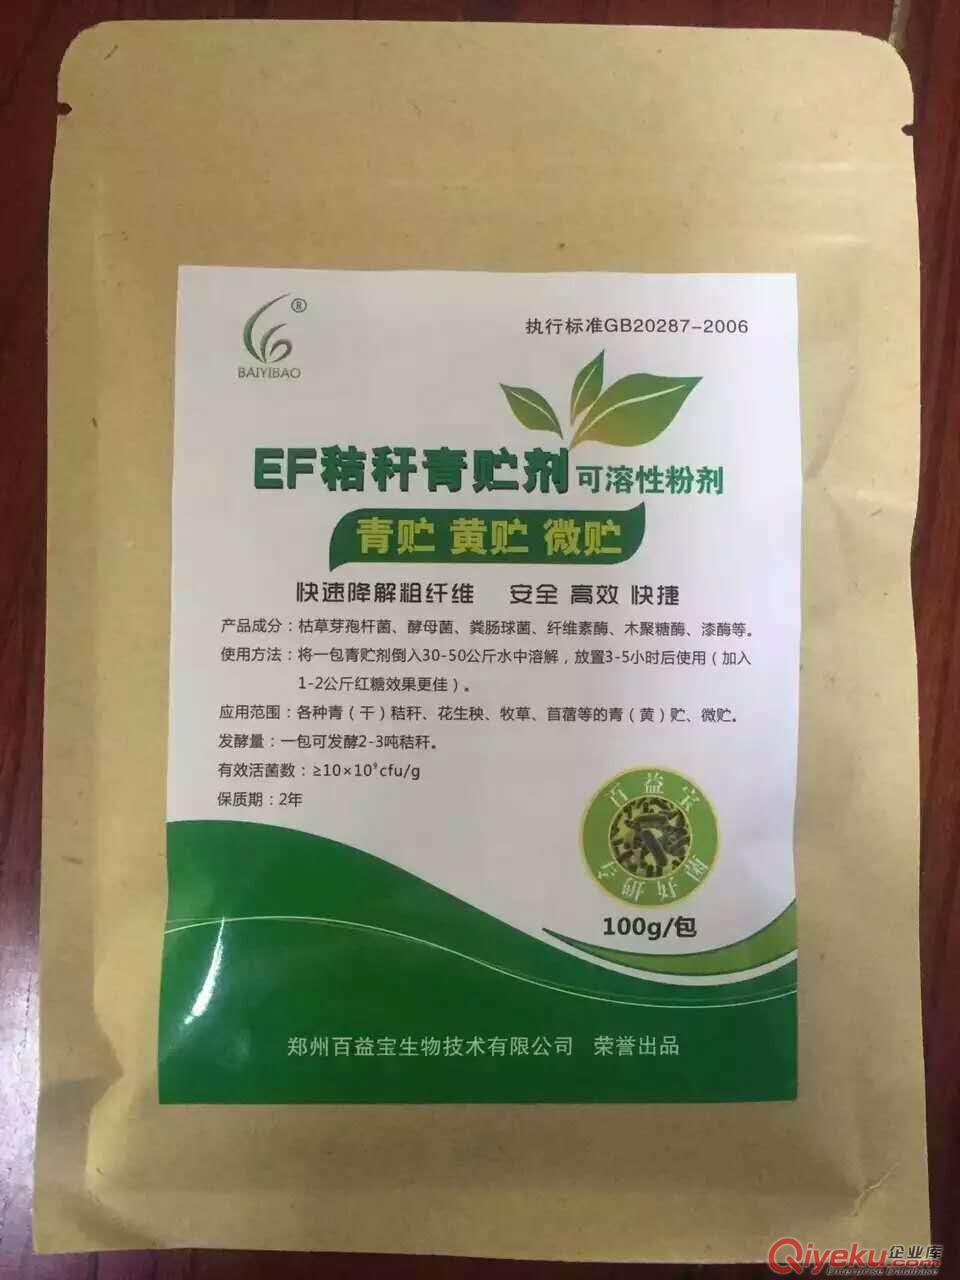 ®
BAIYIBAO
执行标准GB20287-2006
EF秸秆青贮剂 可溶性粉剂
青贮 黄贮 微贮
快速降解粗纤维 安全 高效 快捷
产品成分：枯草芽孢杆菌、酵母菌、粪肠球菌、纤维素酶、木聚糖酶、漆酶等。
使用方法：将一包青贮剂倒入30-50公斤水中溶解，放置3-5小时后使用（加入
1-2公斤红糖效果更佳）。
应用范围：各种青（干）秸秆、花生秧、牧草、苜蓿等的青（黄）贮、微贮。
发酵量：一包可发酵2-3吨秸秆。
有效活菌数：≥10×10⁹cfu/g
保质期：2年
百益宝
专研好菌
100g/包
郑州百益宝生物技术有限公司 荣誉出品
Qiyeku企业库.com
Enterprise Database